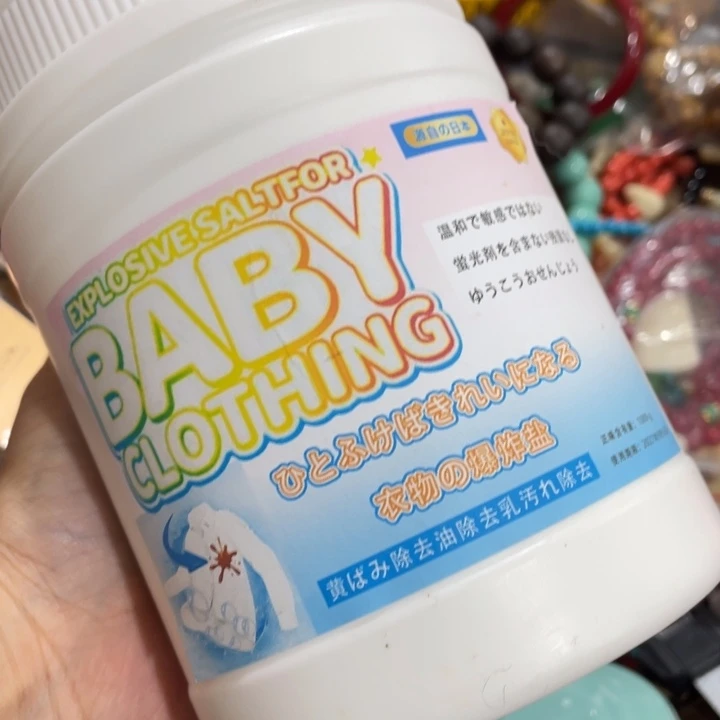 源自の日本
EXPLOSIVE SALTFOR
BABY
CLOTHING
温和で敏感ではない
蛍光剤を含まない
ゆうこうおせんじょう
ひとふけばきれいになる
衣物の爆炸盐
黄ばみ除去油除去乳汚れ除去